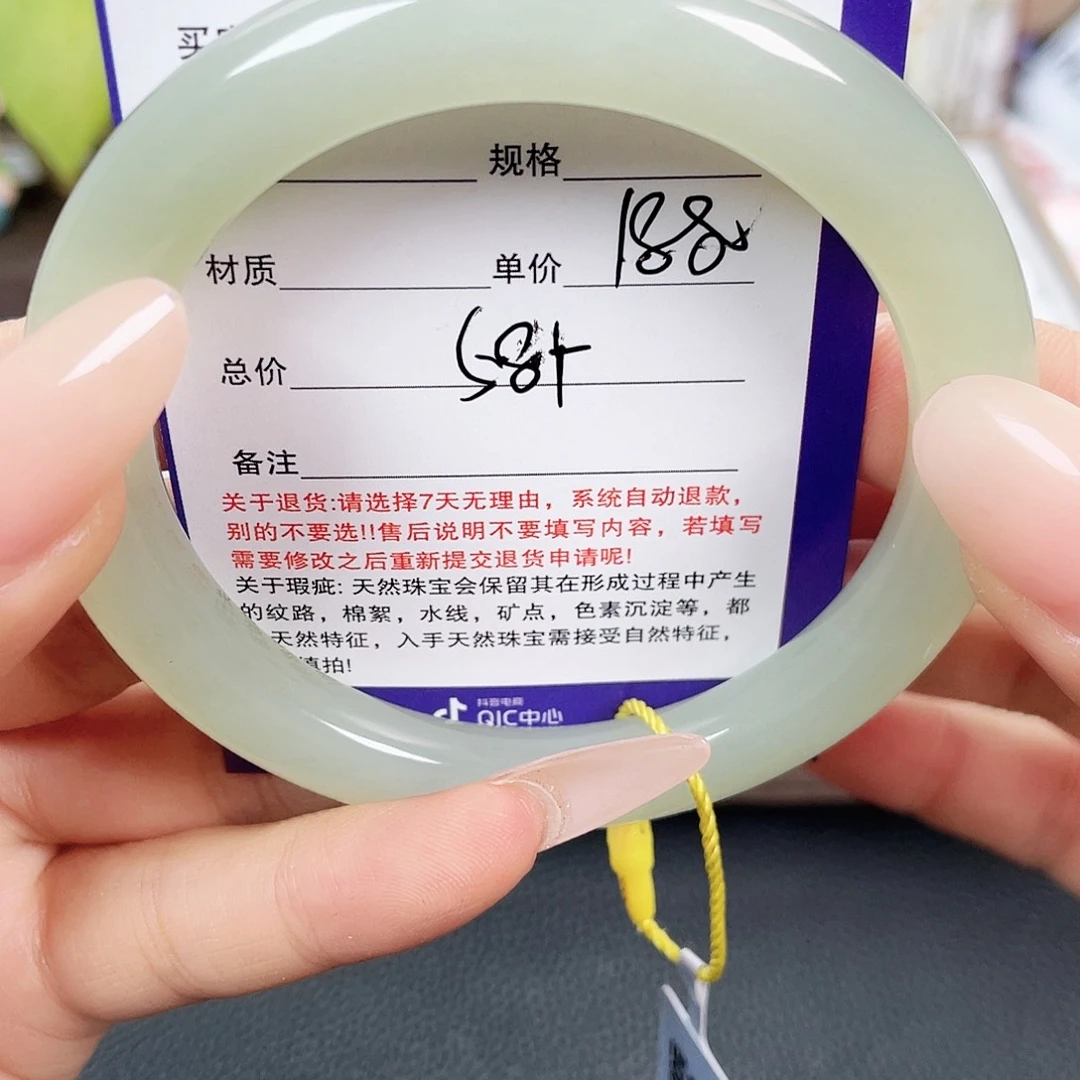 买
规格
材质 单价 188
总价 58+
备注
关于退货:请选择7天无理由，系统自动退款，
别的不要选!!售后说明不要填写内容，若填写
需要修改之后重新提交退货申请呢!
关于瑕疵: 天然珠宝会保留其在形成过程中产生
的纹路，棉絮，水线，矿点，色素沉淀等，都
天然特征，入手天然珠宝需接受自然特征，
慎拍!
抖音电商
QIC中心